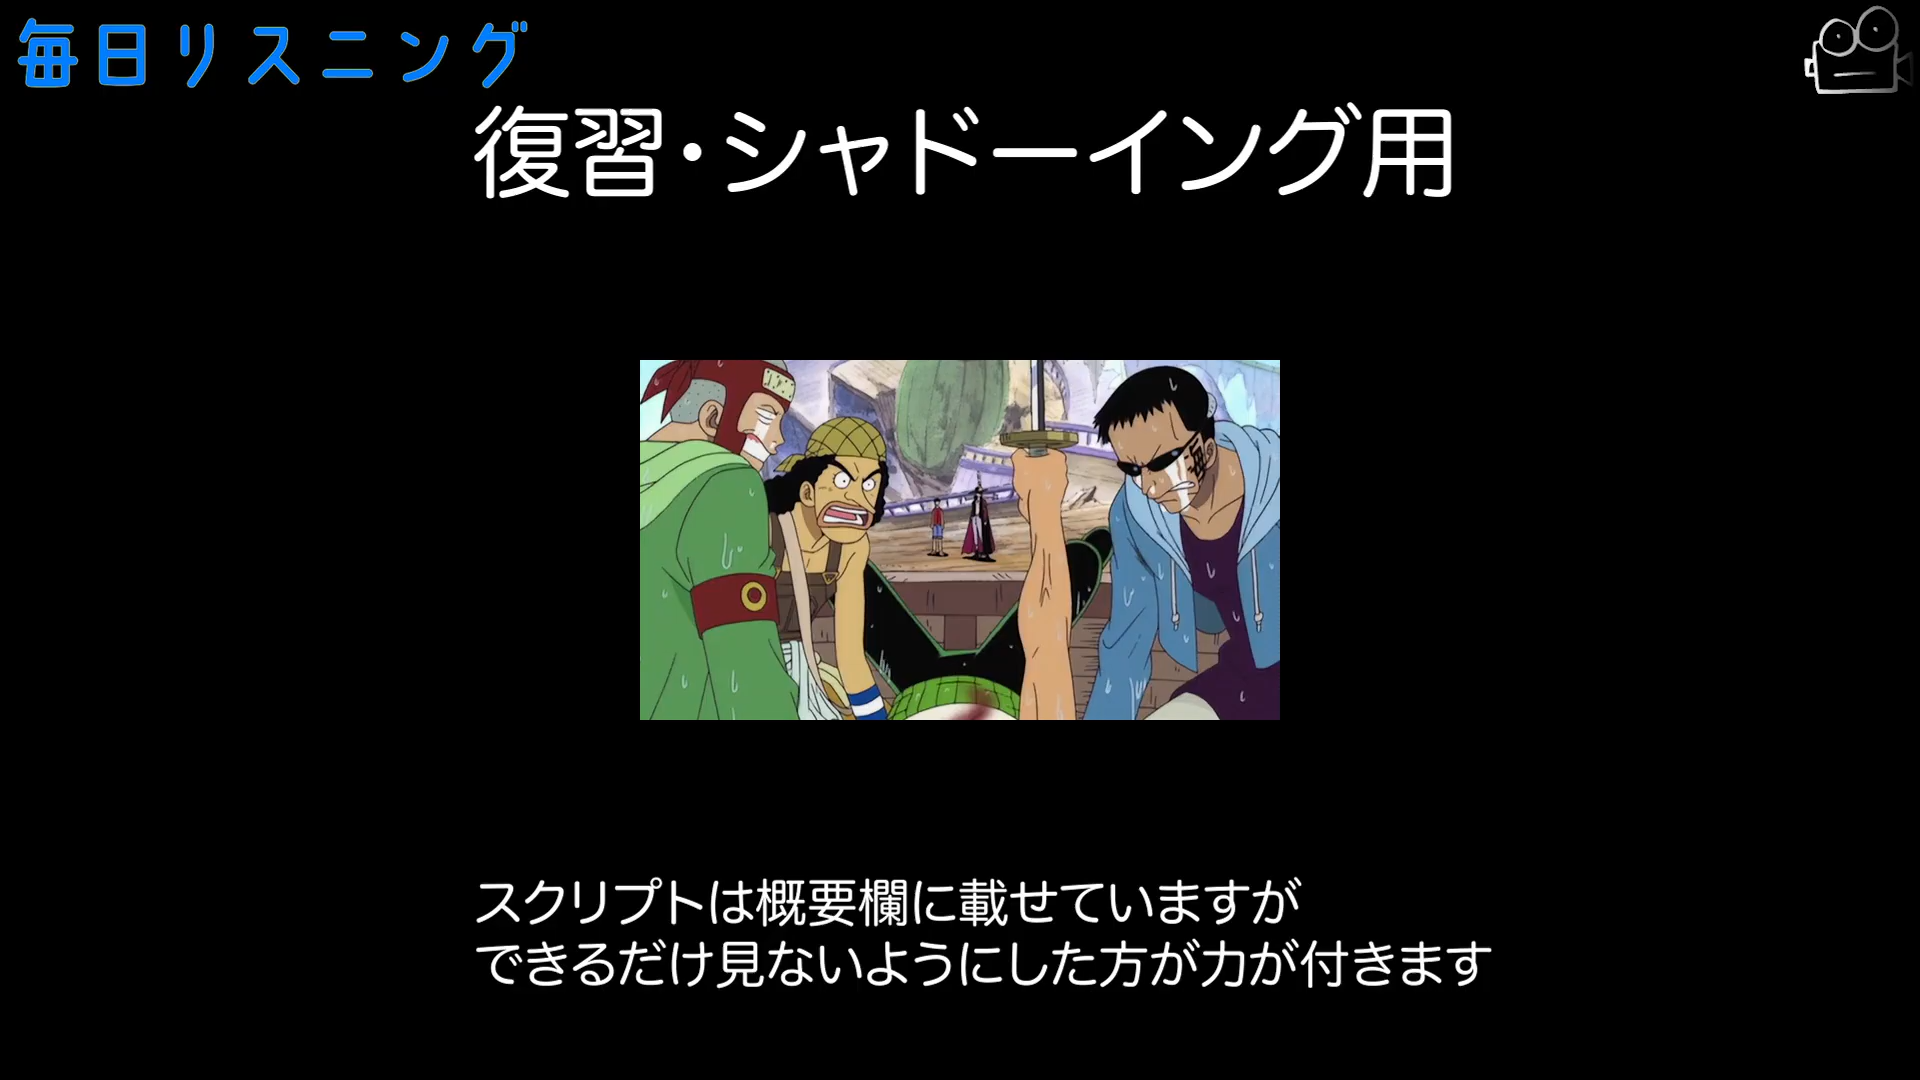 毎日リスニング
復習・シャドーイング用
海
スクリプトは概要欄に載せていますが
できるだけ見ないようにした方が力が付きます